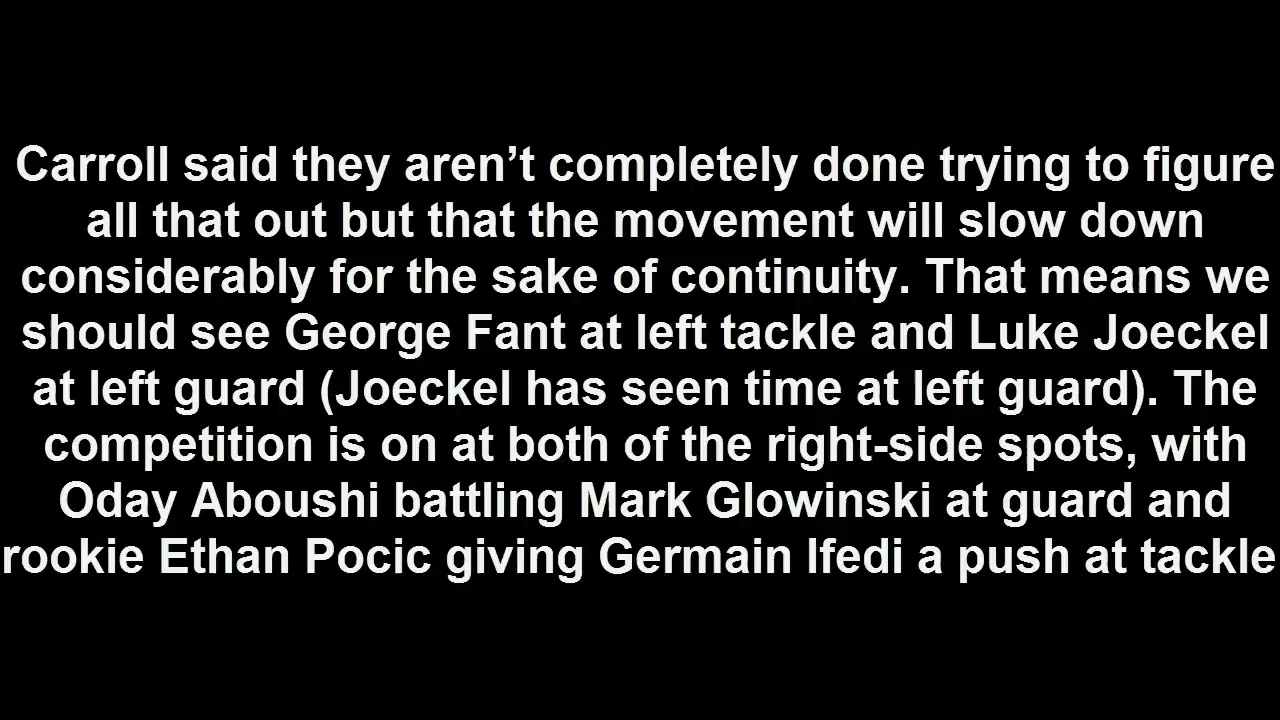 Carroll said they aren’t completely done trying to figure
all that out but that the movement will slow down
considerably for the sake of continuity. That means we
should see George Fant at left tackle and Luke Joeckel
at left guard (Joeckel has seen time at left guard). The
competition is on at both of the right-side spots, with
Oday Aboushi battling Mark Glowinski at guard and
rookie Ethan Pocic giving Germain Ifedi a push at tackle